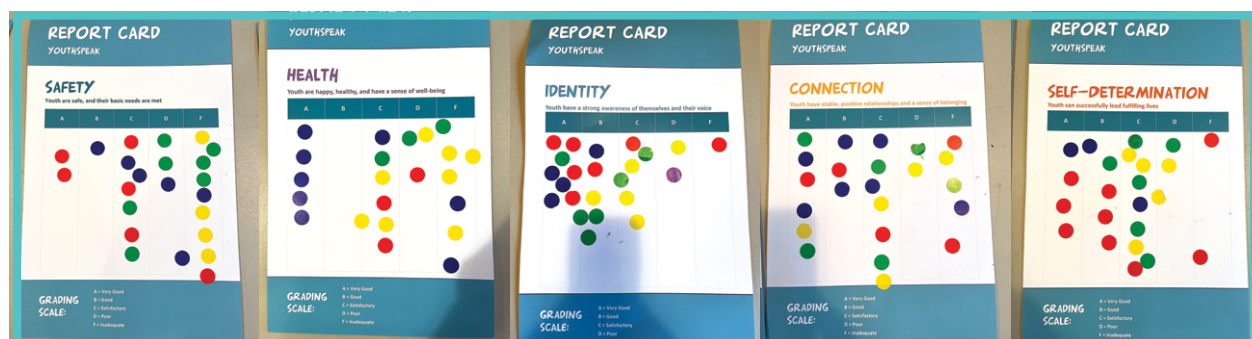 REPORT CARD
YOUTHSPEAK
SAFETY
Youth are safe, and their basic needs are met
A B C D F
GRADING
SCALE:
A = Very Good
B = Good
C = Satisfactory
D = Poor
F = Inadequate
YOUTHSPEAK
HEALTH
Youth are happy, healthy, and have a sense of well-being
A B C D F
GRADING
SCALE:
A = Very Good
B = Good
C = Satisfactory
D = Poor
F = Inadequate
REPORT CARD
YOUTHSPEAK
IDENTITY
Youth have a strong awareness of themselves and their voice
A B C D F
GRADING
SCALE:
A = Very Good
B = Good
C = Satisfactory
D = Poor
F = Inadequate
REPORT CARD
YOUTHSPEAK
CONNECTION
Youth have stable, positive relationships and a sense of belonging
A B C D F
GRADING
SCALE:
A = Very Good
B = Good
C = Satisfactory
D = Poor
F = Inadequate
REPORT CARD
YOUTHSPEAK
SELF-DETERMINATION
Youth can successfully lead fulfilling lives
A B C D F
GRADING
SCALE:
A = Very Good
B = Good
C = Satisfactory
D = Poor
F = Inadequate